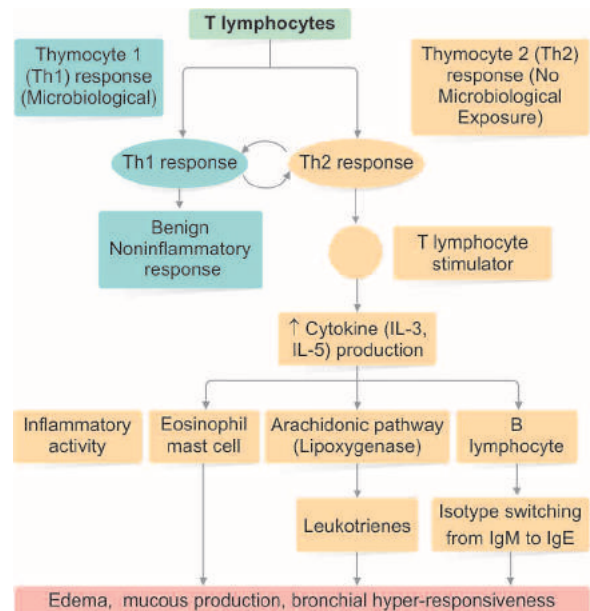 T lymphocytes
Thymocyte 1
(Th1) response
(Microbiological)
Thymocyte 2 (Th2)
response (No
Microbiological
Exposure)
Th1 response
Th2 response
Benign
Noninflammatory
response
T lymphocyte
stimulator
↑ Cytokine (IL-3,
IL-5) production
Inflammatory
activity
Eosinophil
mast cell
Arachidonic pathway
(Lipoxygenase)
B
lymphocyte
Leukotrienes
Isotype switching
from IgM to IgE
Edema, mucous production, bronchial hyper-responsiveness